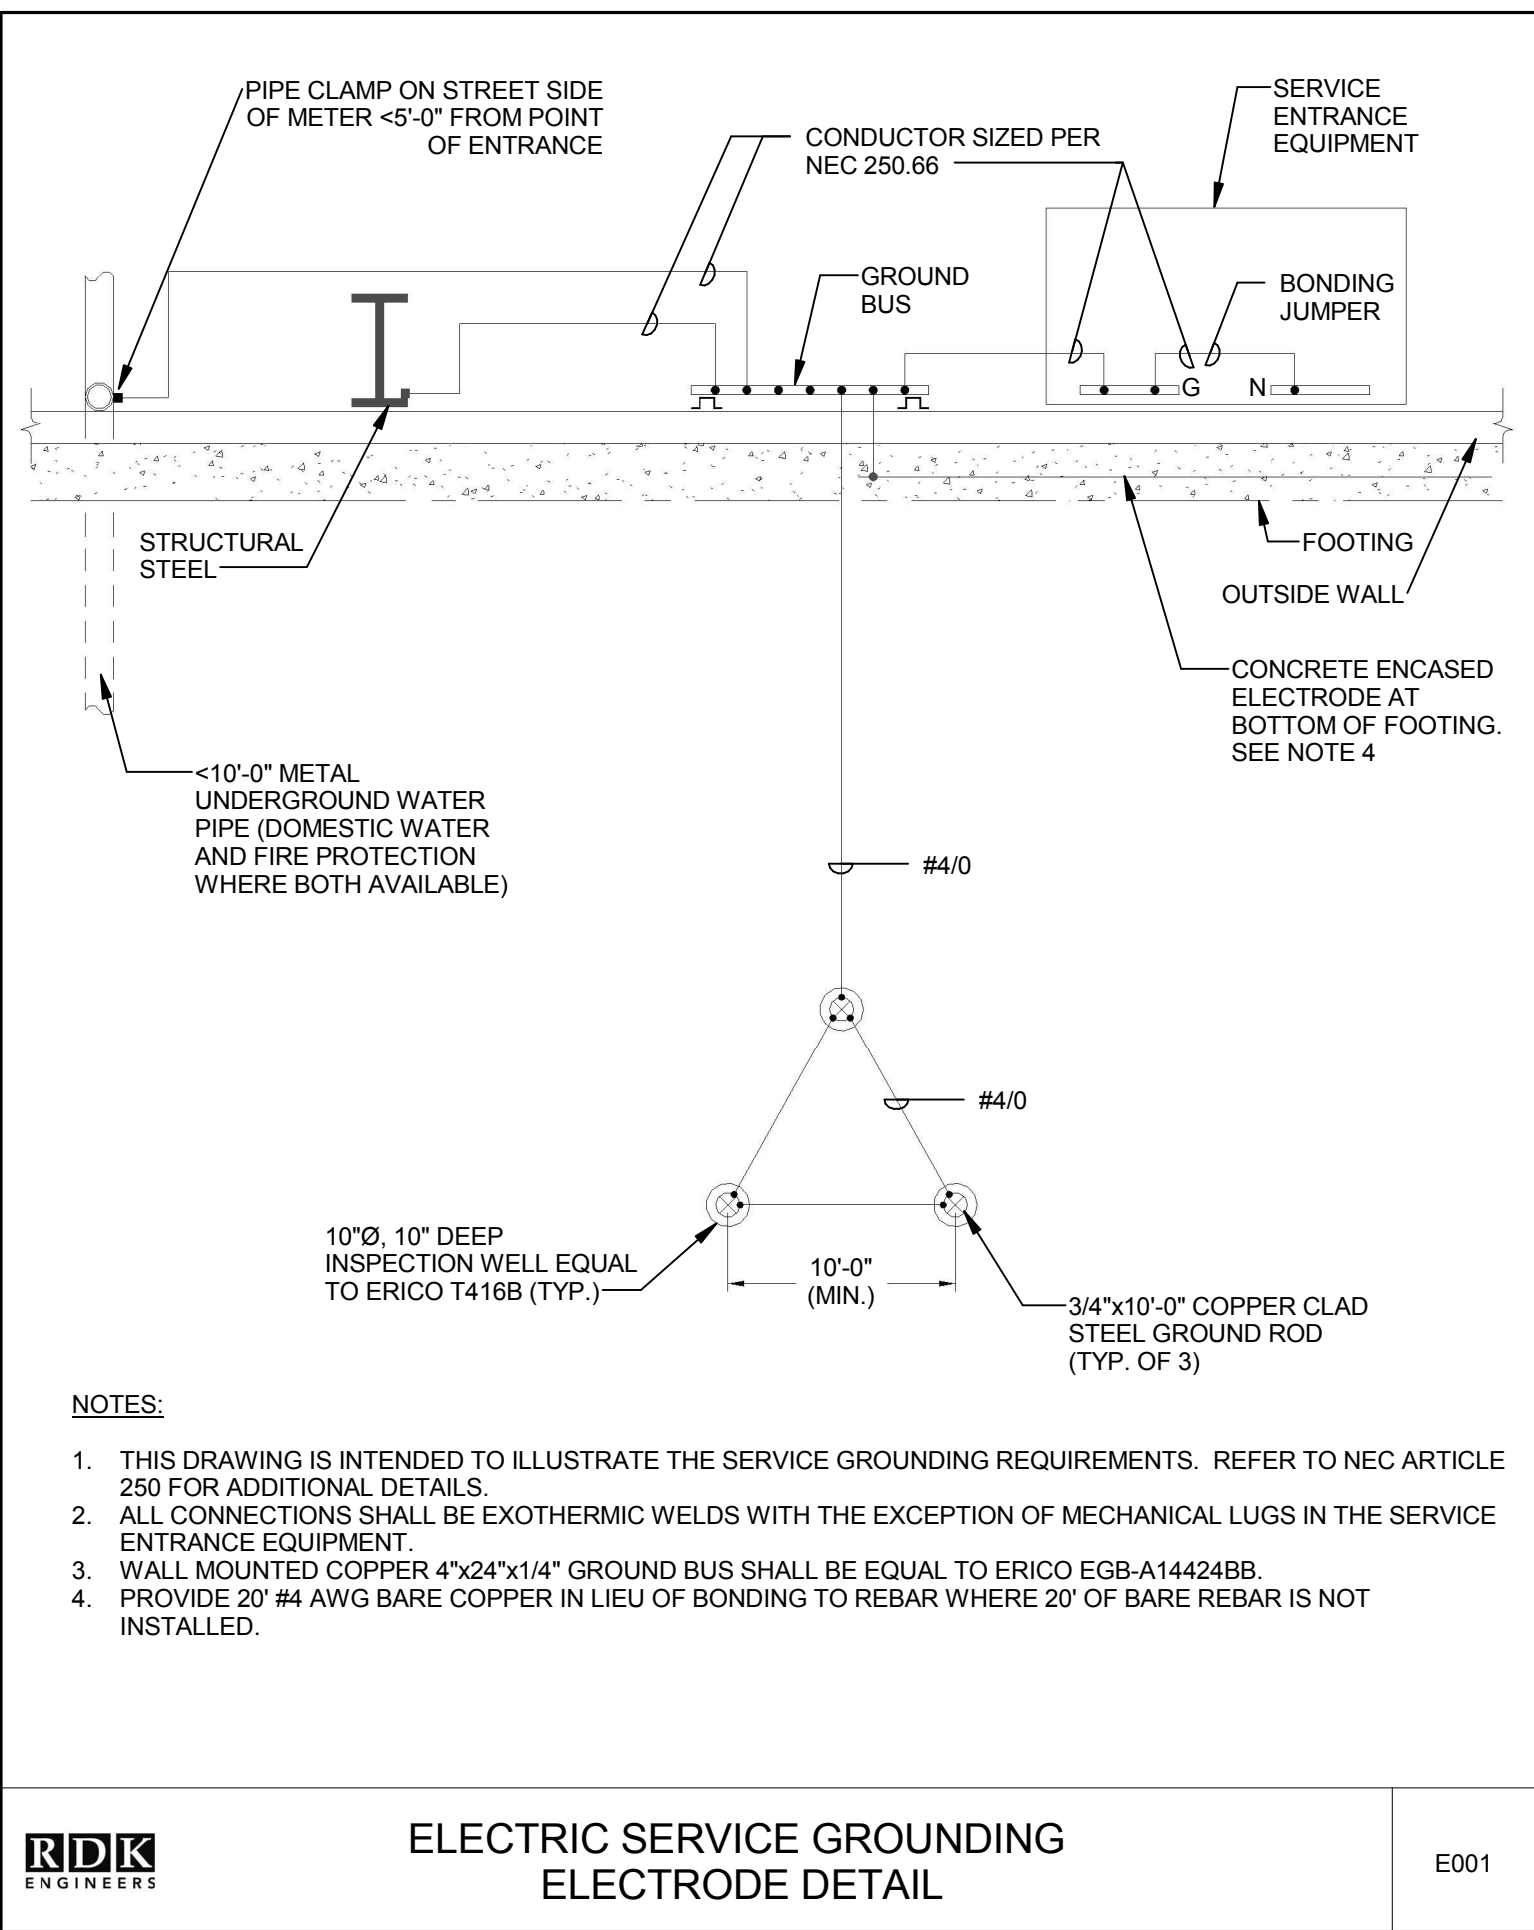 PIPE CLAMP ON STREET SIDE
OF METER <5'-0" FROM POINT
OF ENTRANCE
CONDUCTOR SIZED PER
NEC 250.66
SERVICE
ENTRANCE
EQUIPMENT
GROUND
BUS
BONDING
JUMPER
G
N
STRUCTURAL
STEEL
FOOTING
OUTSIDE WALL
CONCRETE ENCASED
ELECTRODE AT
BOTTOM OF FOOTING.
SEE NOTE 4
<10'-0" METAL
UNDERGROUND WATER
PIPE (DOMESTIC WATER
AND FIRE PROTECTION
WHERE BOTH AVAILABLE)
#4/0
#4/0
10"Ø, 10" DEEP
INSPECTION WELL EQUAL
TO ERICO T416B (TYP.)
10'-0"
(MIN.)
3/4"x10'-0" COPPER CLAD
STEEL GROUND ROD
(TYP. OF 3)
NOTES:
1. THIS DRAWING IS INTENDED TO ILLUSTRATE THE SERVICE GROUNDING REQUIREMENTS. REFER TO NEC ARTICLE
250 FOR ADDITIONAL DETAILS.
2. ALL CONNECTIONS SHALL BE EXOTHERMIC WELDS WITH THE EXCEPTION OF MECHANICAL LUGS IN THE SERVICE
ENTRANCE EQUIPMENT.
3. WALL MOUNTED COPPER 4"x24"x1/4" GROUND BUS SHALL BE EQUAL TO ERICO EGB-A14424BB.
4. PROVIDE 20' #4 AWG BARE COPPER IN LIEU OF BONDING TO REBAR WHERE 20' OF BARE REBAR IS NOT
INSTALLED.
RDK
ENGINEERS
ELECTRIC SERVICE GROUNDING
ELECTRODE DETAIL
E001